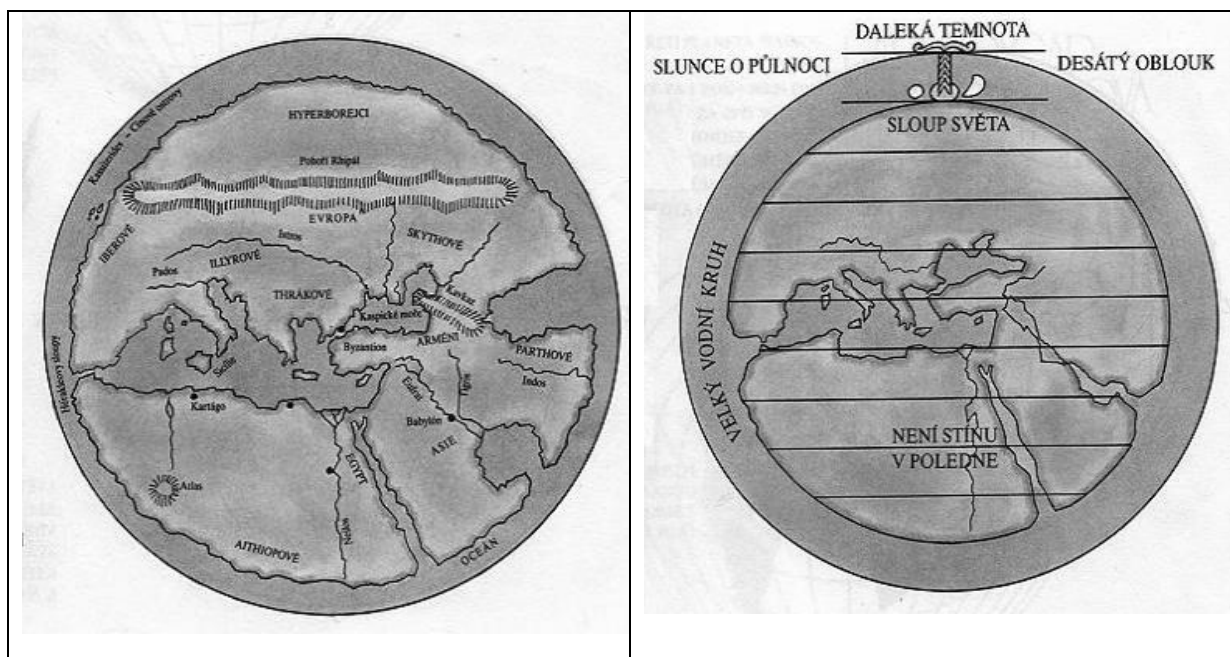 HYPERBOREJCI
Pohoří Rhipái
EVROPA
Istros
SKYTHOVÉ
IBEROVÉ
Pados
ILLYROVÉ
THRÁKOVÉ
Kavkaz
Kaspické moře
Byzantion
ARMÉNI
PARTHOVÉ
Indos
Sicílie
Héraklovy sloupy
Kartágo
Eufrat
Tigris
Babylón
ASIE
Atlas
EGYPT
Neilos
AITHIOPOVÉ
OCEÁN
DALEKÁ TEMNOTA
SLUNCE O PŮLNOCI
DESÁTÝ OBLOUK
SLOUP SVĚTA
VELKÝ VODNÍ KRUH
NENÍ STÍNU
V POLEDNE